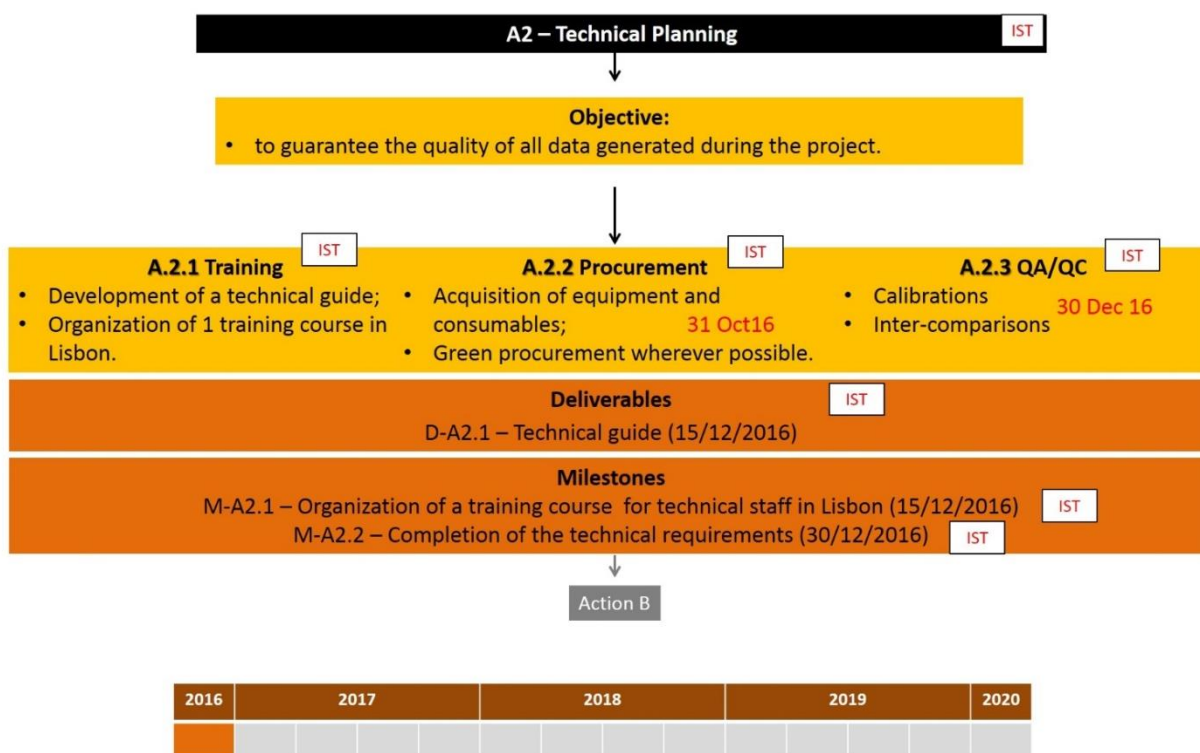 A2 – Technical Planning
IST
Objective:
• to guarantee the quality of all data generated during the project.
IST
A.2.1 Training
• Development of a technical guide;
• Organization of 1 training course in
Lisbon.
IST
A.2.2 Procurement
• Acquisition of equipment and
consumables;
31 Oct16
• Green procurement wherever possible.
IST
A.2.3 QA/QC
• Calibrations
• Inter-comparisons
30 Dec 16
Deliverables
IST
D-A2.1 – Technical guide (15/12/2016)
Milestones
M-A2.1 – Organization of a training course for technical staff in Lisbon (15/12/2016)
IST
M-A2.2 – Completion of the technical requirements (30/12/2016)
IST
Action B
2016 2017 2018 2019 2020